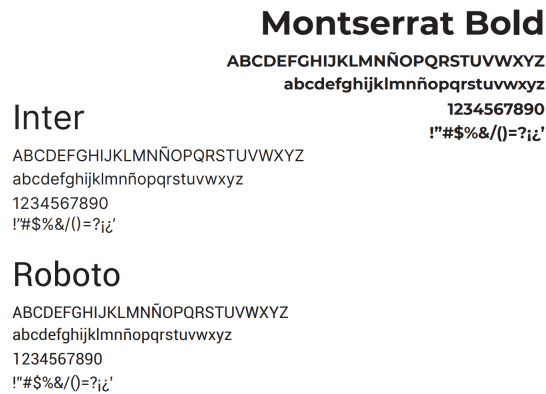 Montserrat Bold
ABCDEFGHIJKLMNÑOPQRSTUVWXYZ
abcdefghijklmnñopqrstuvwxyz
1234567890
!”#$%&/()=?¡¿’
Inter
ABCDEFGHIJKLMNÑOPQRSTUVWXYZ
abcdefghijklmnñopqrstuvwxyz
1234567890
!”#$%&/()=?¡¿’
Roboto
ABCDEFGHIJKLMNÑOPQRSTUVWXYZ
abcdefghijklmnñopqrstuvwxyz
1234567890
!”#$%&/()=?¡¿’